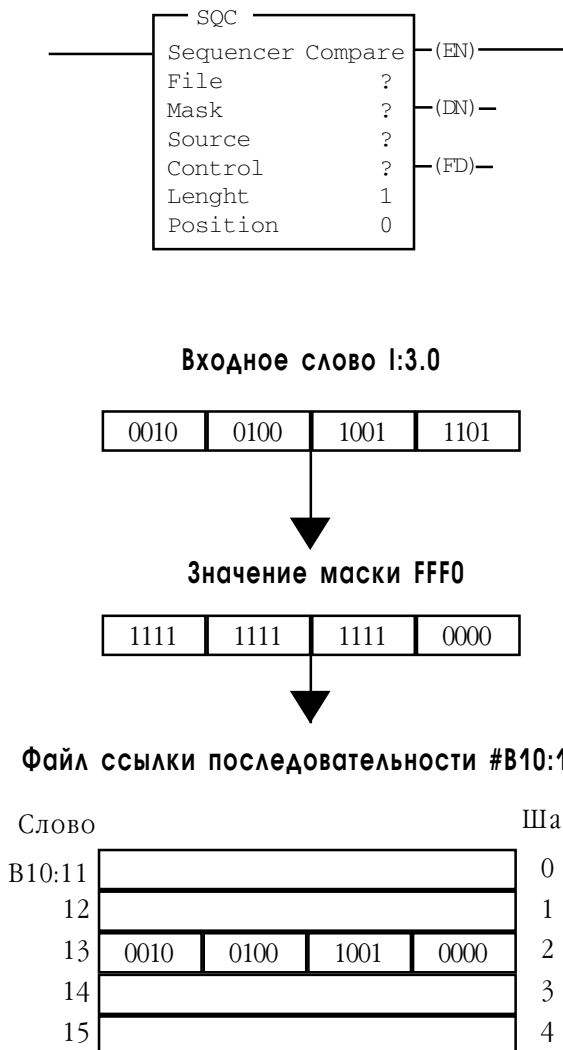 SQC
Sequencer Compare (EN)
File ?
Mask ? (DN)
Source ?
Control ? (FD)
Lenght 1
Position 0
Входное слово I:3.0
0010 0100 1001 1101
Значение маски FFF0
1111 1111 1111 0000
Файл ссылки последовательности #B10:1
Слово Ша
B10:11 0
12 1
13 0010 0100 1001 0000 2
14 3
15 4